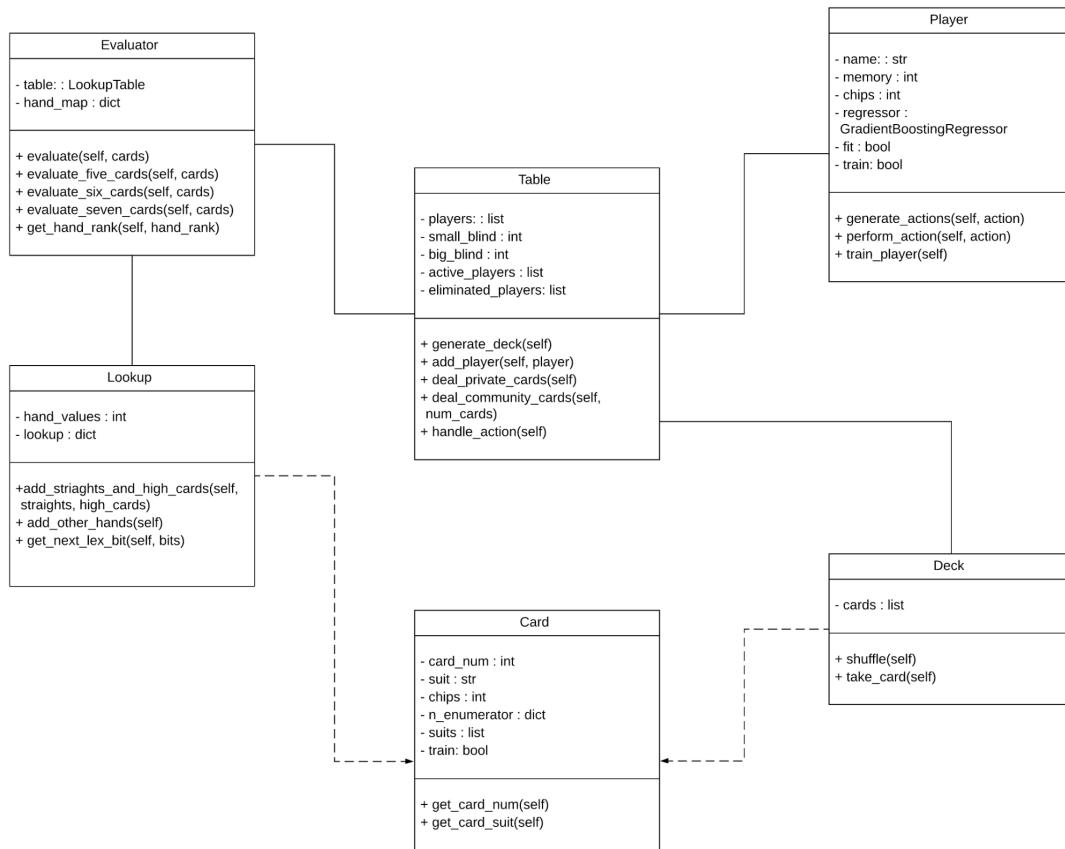 Evaluator
- table: : LookupTable
- hand_map : dict
+ evaluate(self, cards)
+ evaluate_five_cards(self, cards)
+ evaluate_six_cards(self, cards)
+ evaluate_seven_cards(self, cards)
+ get_hand_rank(self, hand_rank)
Player
- name: : str
- memory : int
- chips : int
- regressor :
GradientBoostingRegressor
- fit : bool
- train: bool
+ generate_actions(self, action)
+ perform_action(self, action)
+ train_player(self)
Table
- players: : list
- small_blind : int
- big_blind : int
- active_players : list
- eliminated_players: list
+ generate_deck(self)
+ add_player(self, player)
+ deal_private_cards(self)
+ deal_community_cards(self,
num_cards)
+ handle_action(self)
Lookup
- hand_values : int
- lookup : dict
+add_striaghts_and_high_cards(self,
straights, high_cards)
+ add_other_hands(self)
+ get_next_lex_bit(self, bits)
Deck
- cards : list
+ shuffle(self)
+ take_card(self)
Card
- card_num : int
- suit : str
- chips : int
- n_enumerator : dict
- suits : list
- train: bool
+ get_card_num(self)
+ get_card_suit(self)